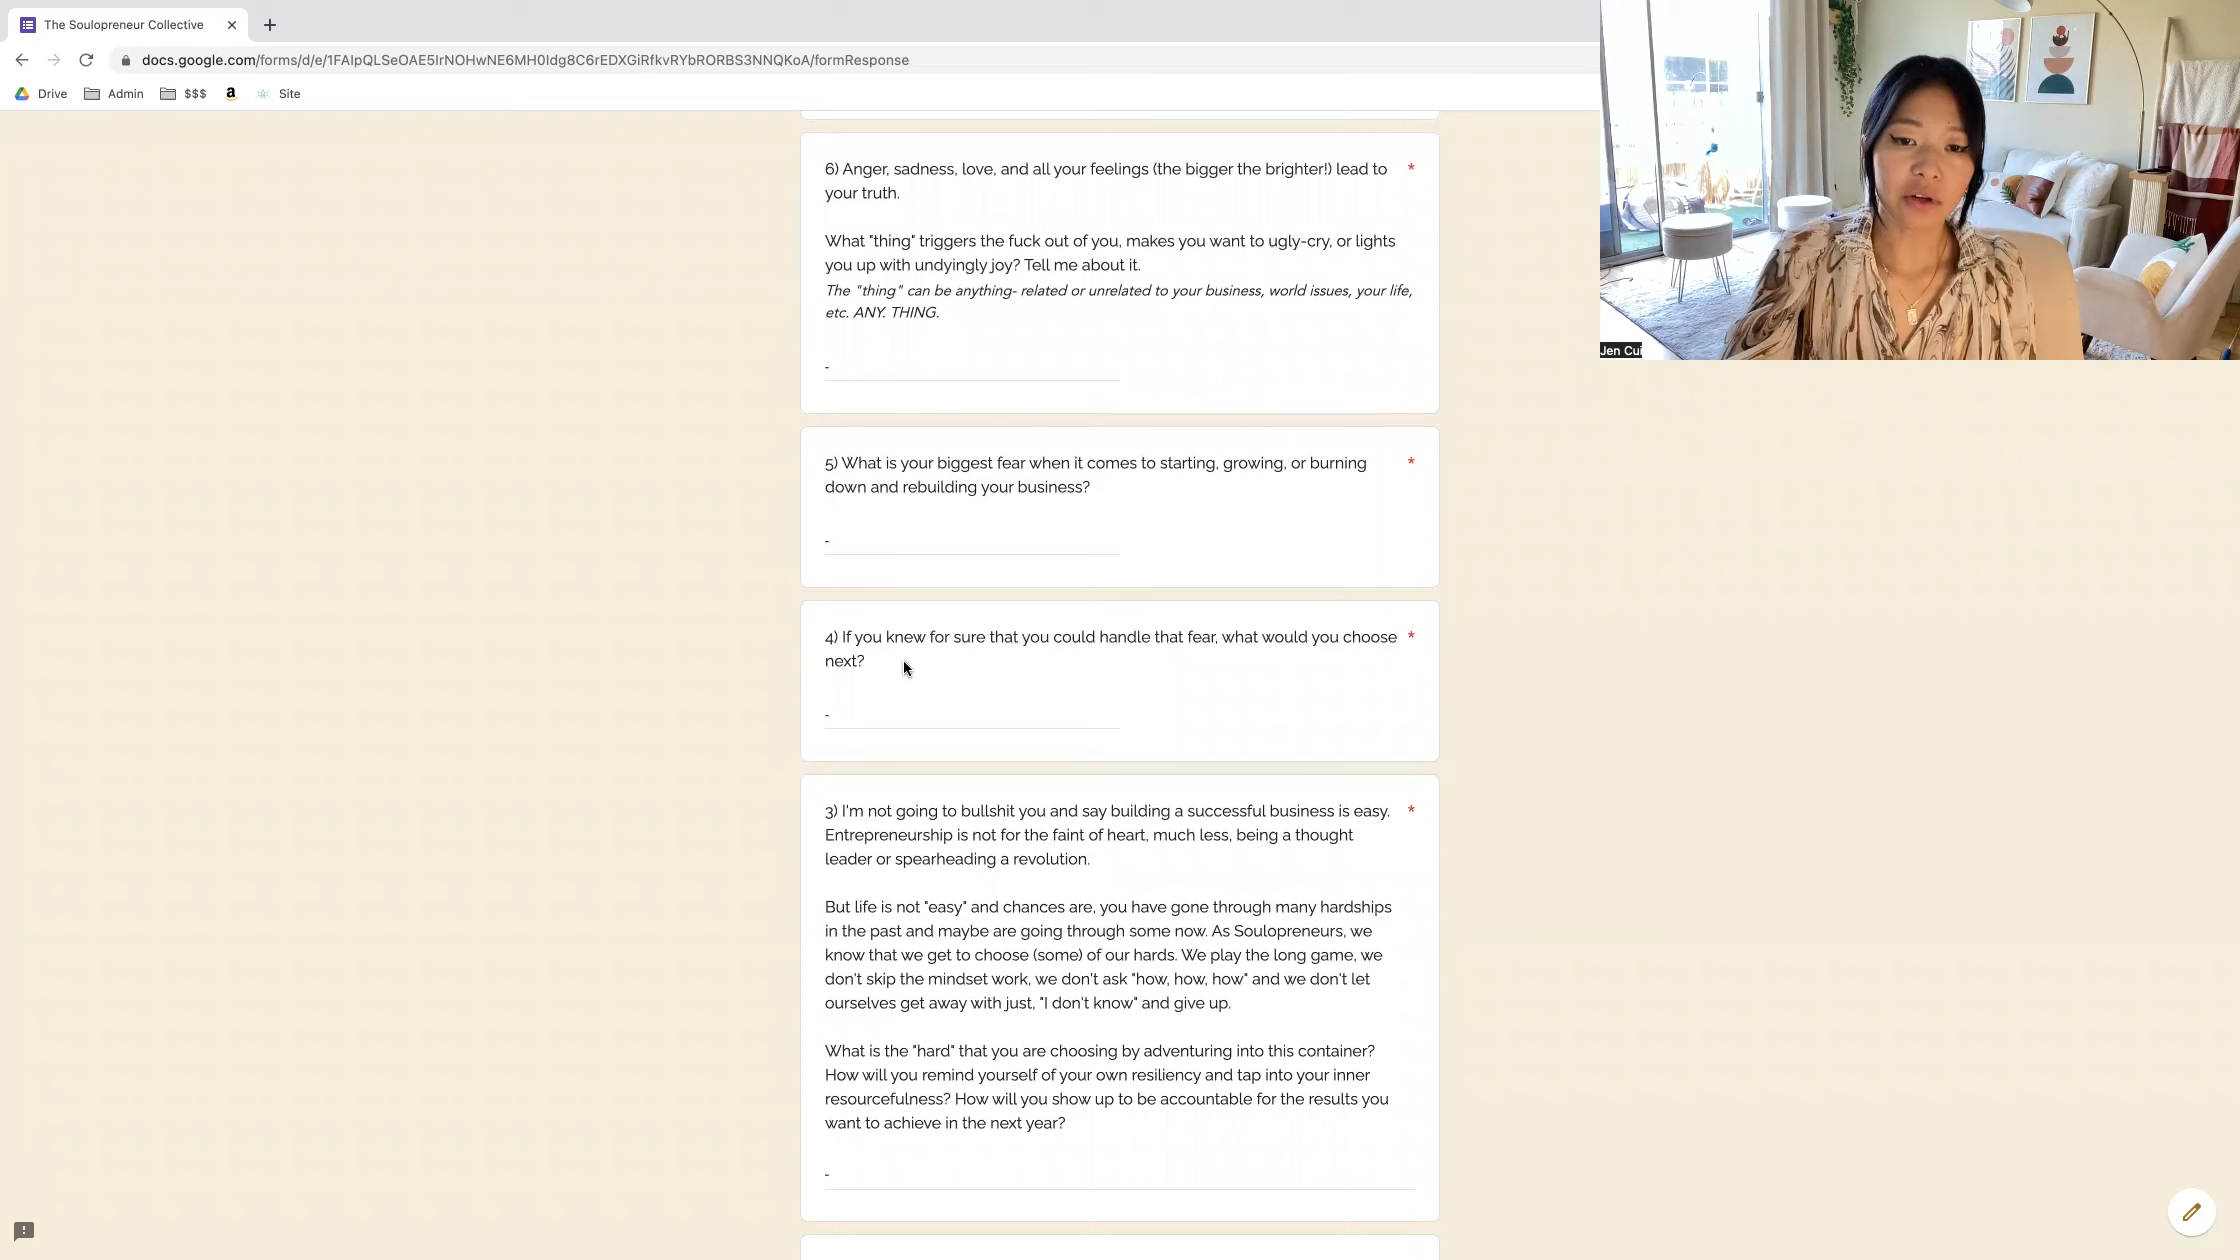 The Soulopreneur Collective
docs.google.com/forms/d/e/1FAIpQLSeOAE5IrNOHwNE6MH0Idg8C6rEDXGiRfkvRYbRORBS3NNQKoA/formResponse
Drive Admin $$$ Site
6) Anger, sadness, love, and all your feelings (the bigger the brighter!) lead to *
your truth.
What "thing" triggers the fuck out of you, makes you want to ugly-cry, or lights
you up with undyingly joy? Tell me about it.
The "thing" can be anything- related or unrelated to your business, world issues, your life,
etc. ANY. THING.
-
5) What is your biggest fear when it comes to starting, growing, or burning *
down and rebuilding your business?
-
4) If you knew for sure that you could handle that fear, what would you choose *
next?
-
3) I'm not going to bullshit you and say building a successful business is easy. *
Entrepreneurship is not for the faint of heart, much less, being a thought
leader or spearheading a revolution.
But life is not "easy" and chances are, you have gone through many hardships
in the past and maybe are going through some now. As Soulopreneurs, we
know that we get to choose (some) of our hards. We play the long game, we
don't skip the mindset work, we don't ask "how, how, how" and we don't let
ourselves get away with just, "I don't know" and give up.
What is the "hard" that you are choosing by adventuring into this container?
How will you remind yourself of your own resiliency and tap into your inner
resourcefulness? How will you show up to be accountable for the results you
want to achieve in the next year?
-
Jen Cui